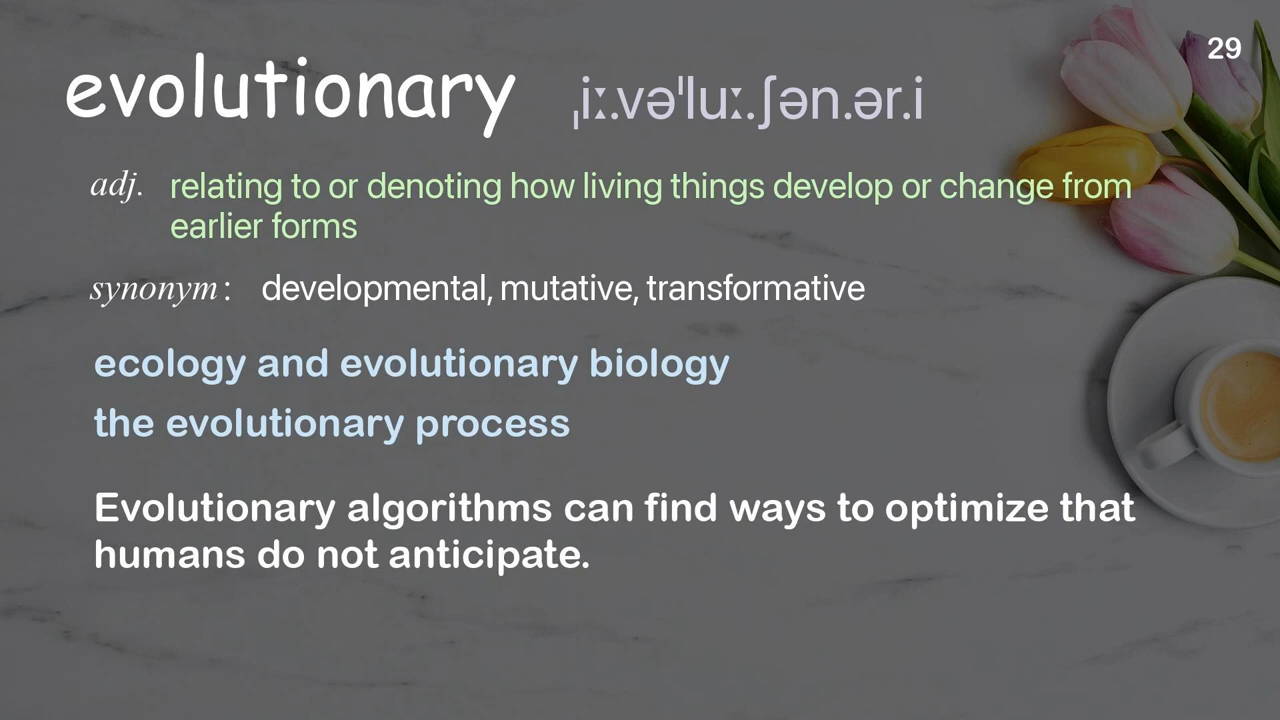 29
evolutionary ˌiː.vəˈluː.ʃən.ər.i
adj. relating to or denoting how living things develop or change from
earlier forms
synonym : developmental, mutative, transformative
ecology and evolutionary biology
the evolutionary process
Evolutionary algorithms can find ways to optimize that
humans do not anticipate.